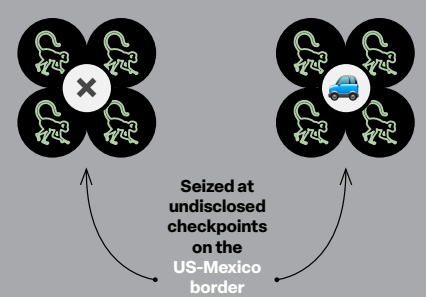 Seized at
undisclosed
checkpoints
on the
US-Mexico
border